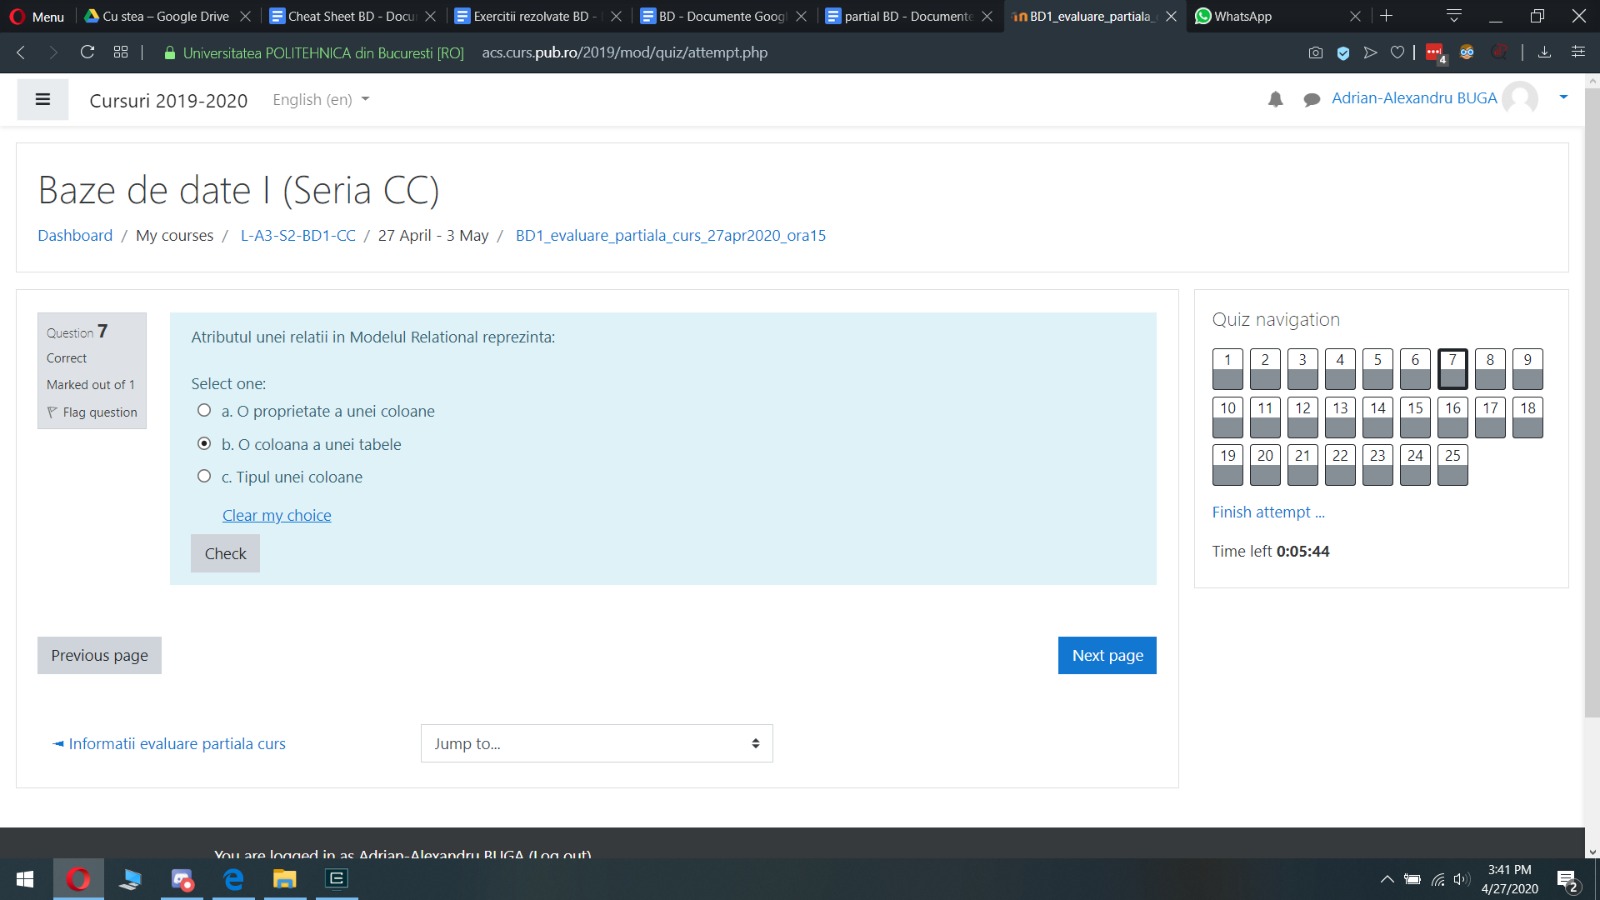 Menu
Cu stea – Google Drive
Cheat Sheet BD - Docu
Exercitii rezolvate BD -
BD - Documente Goog
partial BD - Documente
BD1_evaluare_partiala_
WhatsApp
Universitatea POLITEHNICA din Bucuresti [RO]
acs.curs.pub.ro/2019/mod/quiz/attempt.php
4
Cursuri 2019-2020
English (en)
Adrian-Alexandru BUGA
Baze de date I (Seria CC)
Dashboard / My courses / L-A3-S2-BD1-CC / 27 April - 3 May / BD1_evaluare_partiala_curs_27apr2020_ora15
Question 7
Correct
Marked out of 1
Flag question
Atributul unei relatii in Modelul Relational reprezinta:
Select one:
a. O proprietate a unei coloane
b. O coloana a unei tabele
c. Tipul unei coloane
Clear my choice
Check
Previous page
Next page
◄ Informatii evaluare partiala curs
Jump to...
Quiz navigation
1 2 3 4 5 6 7 8 9
10 11 12 13 14 15 16 17 18
19 20 21 22 23 24 25
Finish attempt ...
Time left 0:05:44
You are logged in as Adrian-Alexandru BUGA (Log out)
3:41 PM
4/27/2020
2